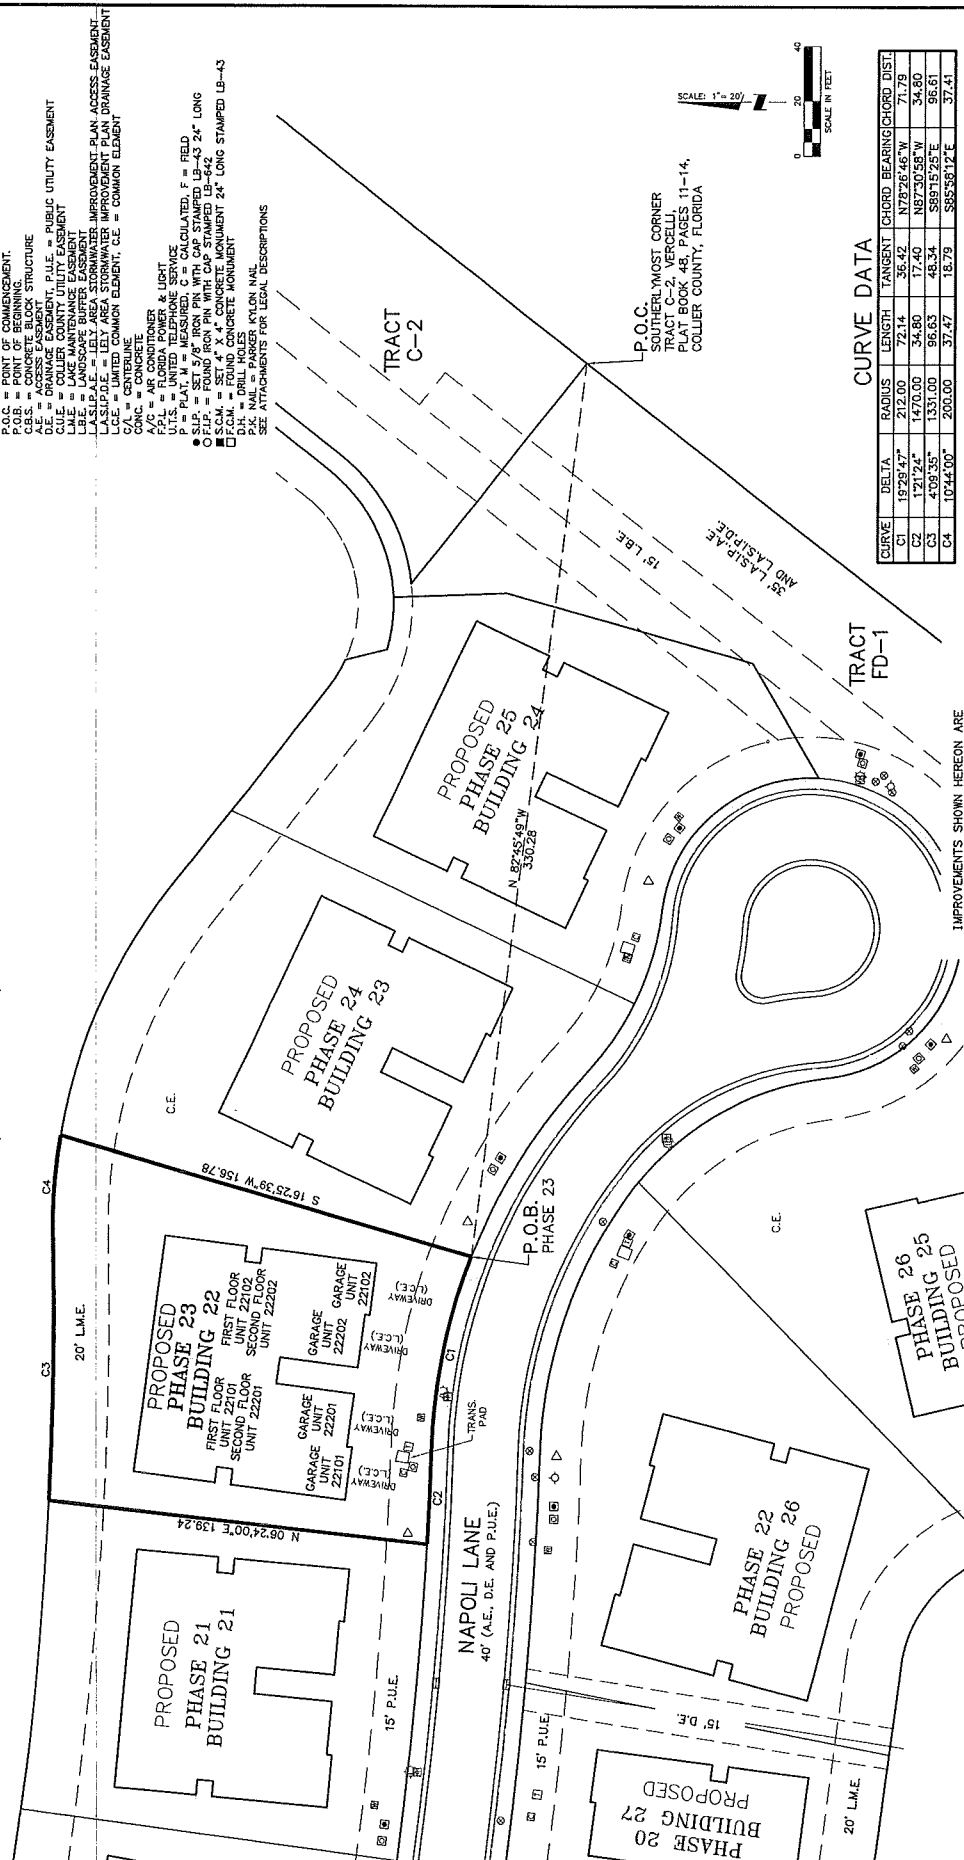 P.O.C. = POINT OF COMMENCEMENT.
P.O.B. = POINT OF BEGINNING.
C.B.S. = CONCRETE BLOCK STRUCTURE
A.E. = ACCESS EASEMENT
D.E. = DRAINAGE EASEMENT, P.U.E. = PUBLIC UTILITY EASEMENT
C.U.E. = COLLIER COUNTY UTILITY EASEMENT
L.M.E. = LAKE MAINTENANCE EASEMENT
L.B.E. = LANDSCAPE BUFFER EASEMENT
L.A.S.I.P.A.E. = LELY AREA STORMWATER IMPROVEMENT PLAN ACCESS EASEMENT
L.A.S.I.P.D.E. = LELY AREA STORMWATER IMPROVEMENT PLAN DRAINAGE EASEMENT
L.C.E. = LIMITED COMMON ELEMENT, C.E. = COMMON ELEMENT
C/L = CENTERLINE
CONC. = CONCRETE
A/C = AIR CONDITIONER
F.P.L. = FLORIDA POWER & LIGHT
U.T.S. = UNITED TELEPHONE SERVICE
P = PLAT, M = MEASURED, C = CALCULATED, F = FIELD
S.I.P. = SET 5/8" IRON PIN WITH CAP STAMPED LB-43 24" LONG
F.I.P. = FOUND IRON PIN WITH CAP STAMPED LB-642
S.C.M. = SET 4" X 4" CONCRETE MONUMENT 24" LONG STAMPED LB-43
F.C.M. = FOUND CONCRETE MONUMENT
D.H. = DRILL HOLES
P.K. NAIL = PARKER KYLON NAIL
SEE ATTACHMENTS FOR LEGAL DESCRIPTIONS
SCALE: 1"= 20'
0 20 40
SCALE IN FEET
TRACT
C-2
P.O.C.
SOUTHERLYMOST CORNER
TRACT C-2, VERCELLI,
PLAT BOOK 48, PAGES 11-14,
COLLIER COUNTY, FLORIDA
CURVE DATA
CURVE DELTA RADIUS LENGTH TANGENT CHORD BEARING CHORD DIST.
C1 19°29'47" 212.00 72.14 36.42 N78°26'46"W 71.79
C2 1°21'24" 1470.00 34.80 17.40 N87°30'58"W 34.80
C3 4°09'35" 1331.00 96.63 48.34 S89°15'25"E 96.61
C4 10°44'00" 200.00 37.47 18.79 S85°58'12"E 37.41
15' L.B.E.
35' L.A.S.I.P.A.E.
AND L.A.S.I.P.D.E.
TRACT
FD-1
IMPROVEMENTS SHOWN HEREON ARE
PROPOSED
PHASE 25
BUILDING 24
N 82°45'49"W
330.28
PROPOSED
PHASE 24
BUILDING 23
C.E.
S 16°25'39"W 156.78
P.O.B.
PHASE 23
C4
C3
20' L.M.E.
PROPOSED
PHASE 23
BUILDING 22
FIRST FLOOR
UNIT 22101
SECOND FLOOR
UNIT 22201
FIRST FLOOR
UNIT 22102
SECOND FLOOR
UNIT 22202
GARAGE
UNIT
22101
GARAGE
UNIT
22201
GARAGE
UNIT
22202
GARAGE
UNIT
22102
DRIVEWAY
(L.C.E.)
DRIVEWAY
(L.C.E.)
DRIVEWAY
(L.C.E.)
DRIVEWAY
(L.C.E.)
C1
C2
TRANS.
PAD
N 06°24'00"E 139.24
NAPOLI LANE
40' (A.E., D.E. AND P.U.E.)
PROPOSED
PHASE 21
BUILDING 21
15' P.U.E.
15' P.U.E.
15' D.E.
PHASE 22
BUILDING 26
PROPOSED
C.E.
PHASE 26
BUILDING 25
PROPOSED
PHASE 20
BUILDING 27
PROPOSED
20' L.M.E.